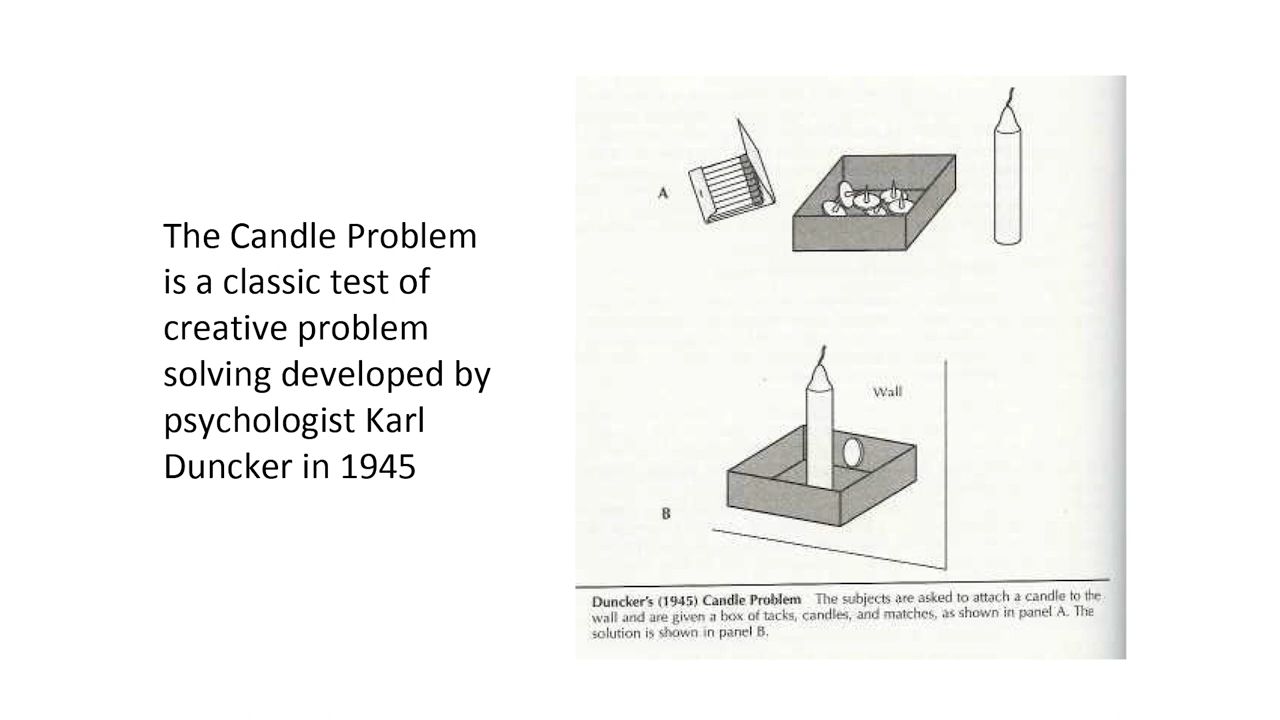 The Candle Problem
is a classic test of
creative problem
solving developed by
psychologist Karl
Duncker in 1945
A
Wall
B
Duncker's (1945) Candle Problem The subjects are asked to attach a candle to the
wall and are given a box of tacks, candles, and matches, as shown in panel A. The
solution is shown in panel B.